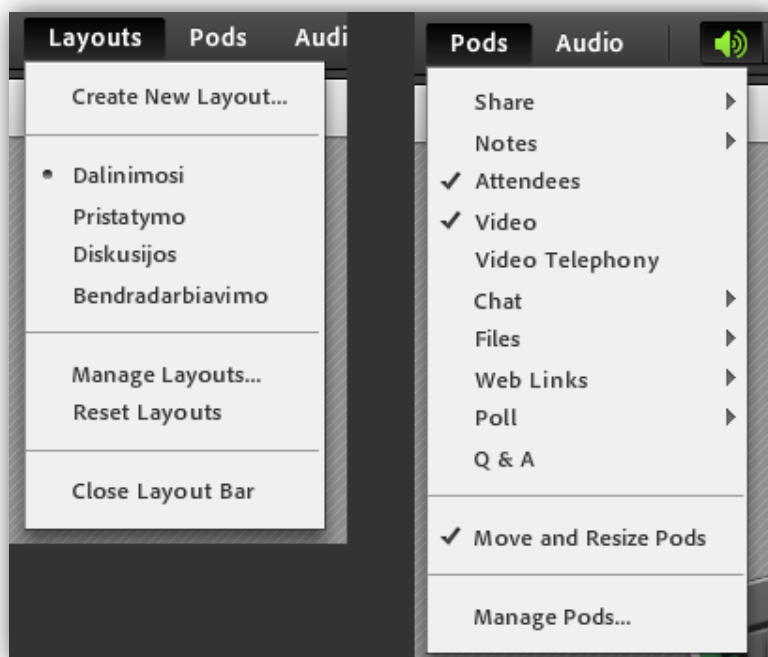 Layouts Pods Audi
Create New Layout...
Dalinimosi
Pristatymo
Diskusijos
Bendradarbiavimo
Manage Layouts...
Reset Layouts
Close Layout Bar
Pods Audio
Share
Notes
Attendees
Video
Video Telephony
Chat
Files
Web Links
Poll
Q & A
Move and Resize Pods
Manage Pods...